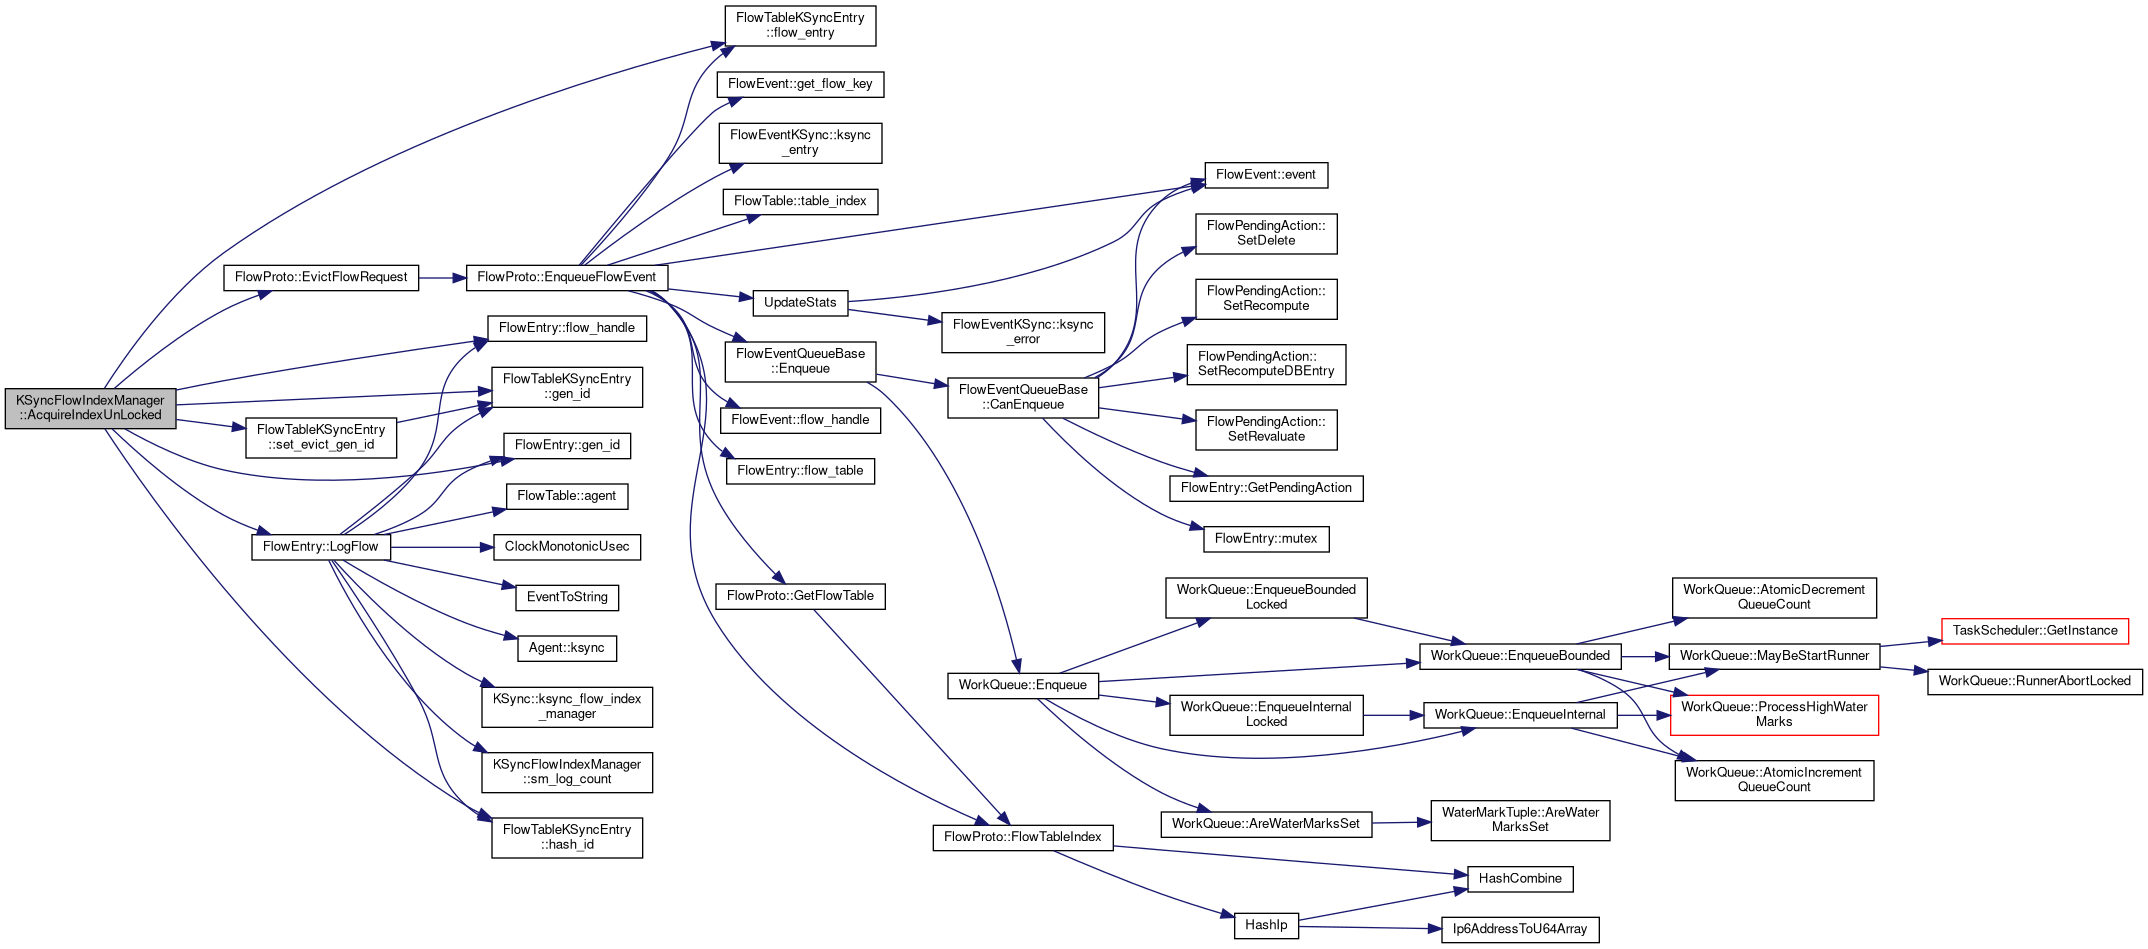 KSyncFlowIndexManager
::AcquireIndexUnLocked
FlowTableKSyncEntry
::flow_entry
FlowProto::EvictFlowRequest
FlowProto::EnqueueFlowEvent
FlowEvent::get_flow_key
FlowEventKSync::ksync
_entry
FlowTable::table_index
FlowEvent::event
UpdateStats
FlowEventKSync::ksync
_error
FlowEventQueueBase
::Enqueue
FlowEventQueueBase
::CanEnqueue
FlowPendingAction::
SetDelete
FlowPendingAction::
SetRecompute
FlowPendingAction::
SetRecomputeDBEntry
FlowPendingAction::
SetRevaluate
FlowEntry::GetPendingAction
FlowEntry::mutex
FlowEvent::flow_handle
FlowEntry::flow_table
FlowProto::GetFlowTable
FlowProto::FlowTableIndex
FlowEntry::flow_handle
FlowTableKSyncEntry
::gen_id
FlowTableKSyncEntry
::set_evict_gen_id
FlowEntry::gen_id
FlowEntry::LogFlow
FlowTable::agent
ClockMonotonicUsec
EventToString
Agent::ksync
KSync::ksync_flow_index
_manager
KSyncFlowIndexManager
::sm_log_count
FlowTableKSyncEntry
::hash_id
WorkQueue::Enqueue
WorkQueue::EnqueueBounded
Locked
WorkQueue::EnqueueBounded
WorkQueue::EnqueueInternal
Locked
WorkQueue::EnqueueInternal
WorkQueue::AtomicDecrement
QueueCount
WorkQueue::MayBeStartRunner
TaskScheduler::GetInstance
WorkQueue::RunnerAbortLocked
WorkQueue::ProcessHighWater
Marks
WorkQueue::AtomicIncrement
QueueCount
WorkQueue::AreWaterMarksSet
WaterMarkTuple::AreWater
MarksSet
HashCombine
HashIp
Ip6AddressToU64Array